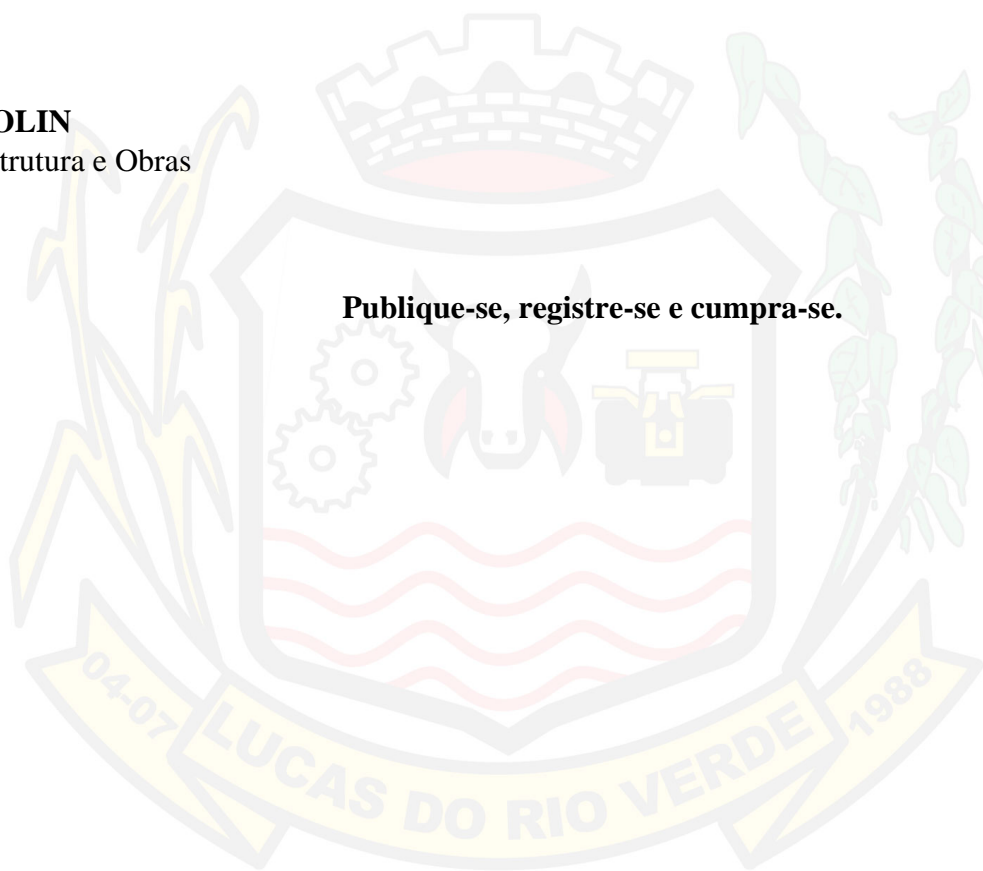 OLIN
trutura e Obras
Publique-se, registre-se e cumpra-se.
04-07
LUCAS DO RIO VERDE
1988